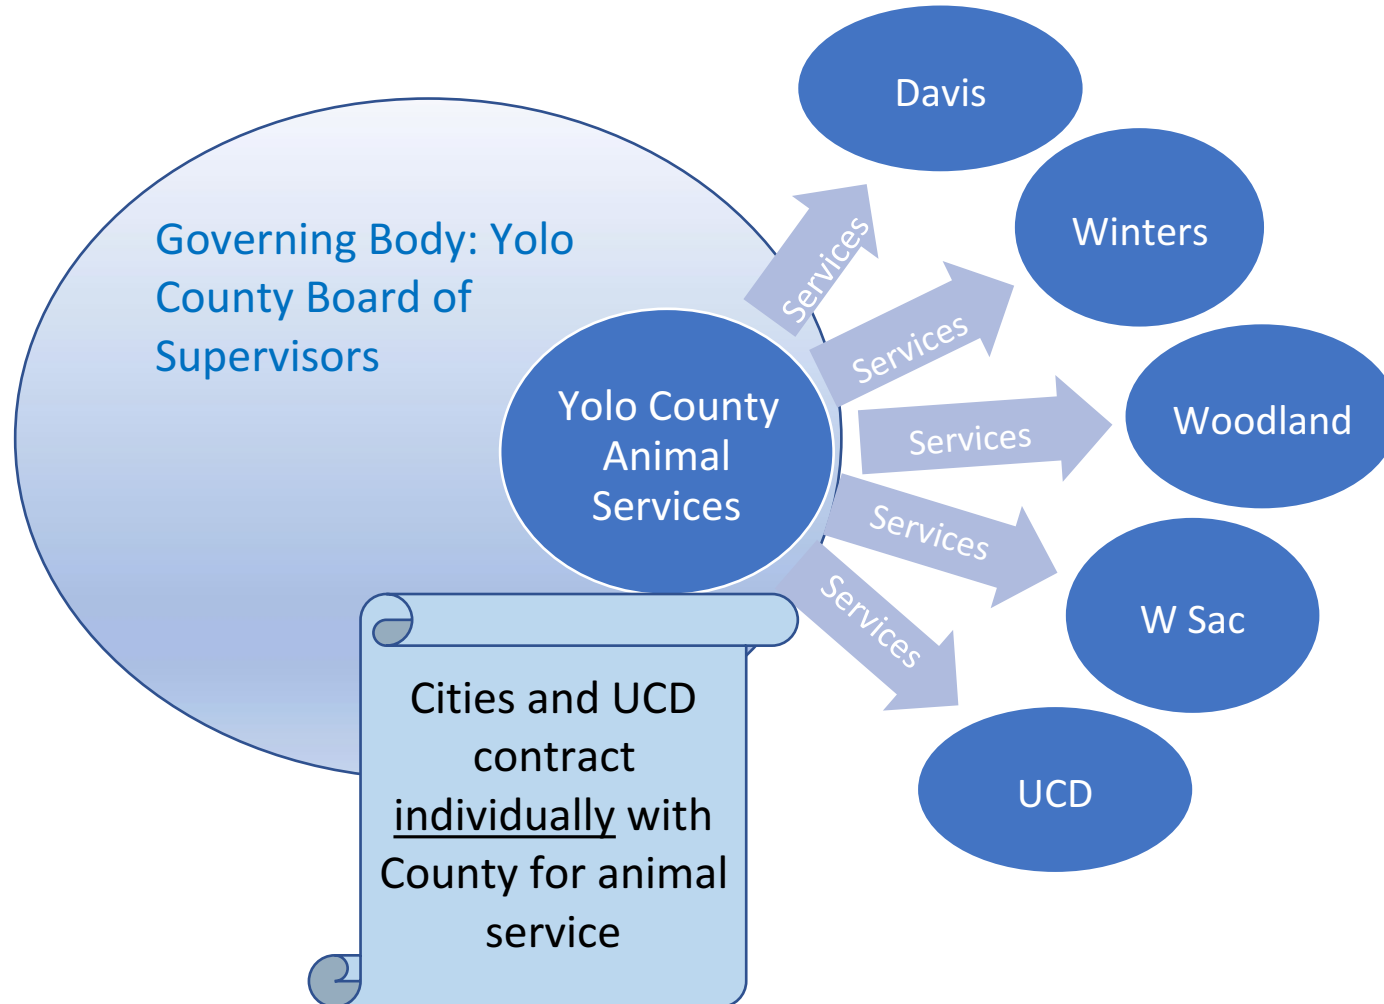 Governing Body: Yolo
County Board of
Supervisors
Yolo County
Animal
Services
Services
Services
Services
Services
Services
Davis
Winters
Woodland
W Sac
UCD
Cities and UCD
contract
individually with
County for animal
service